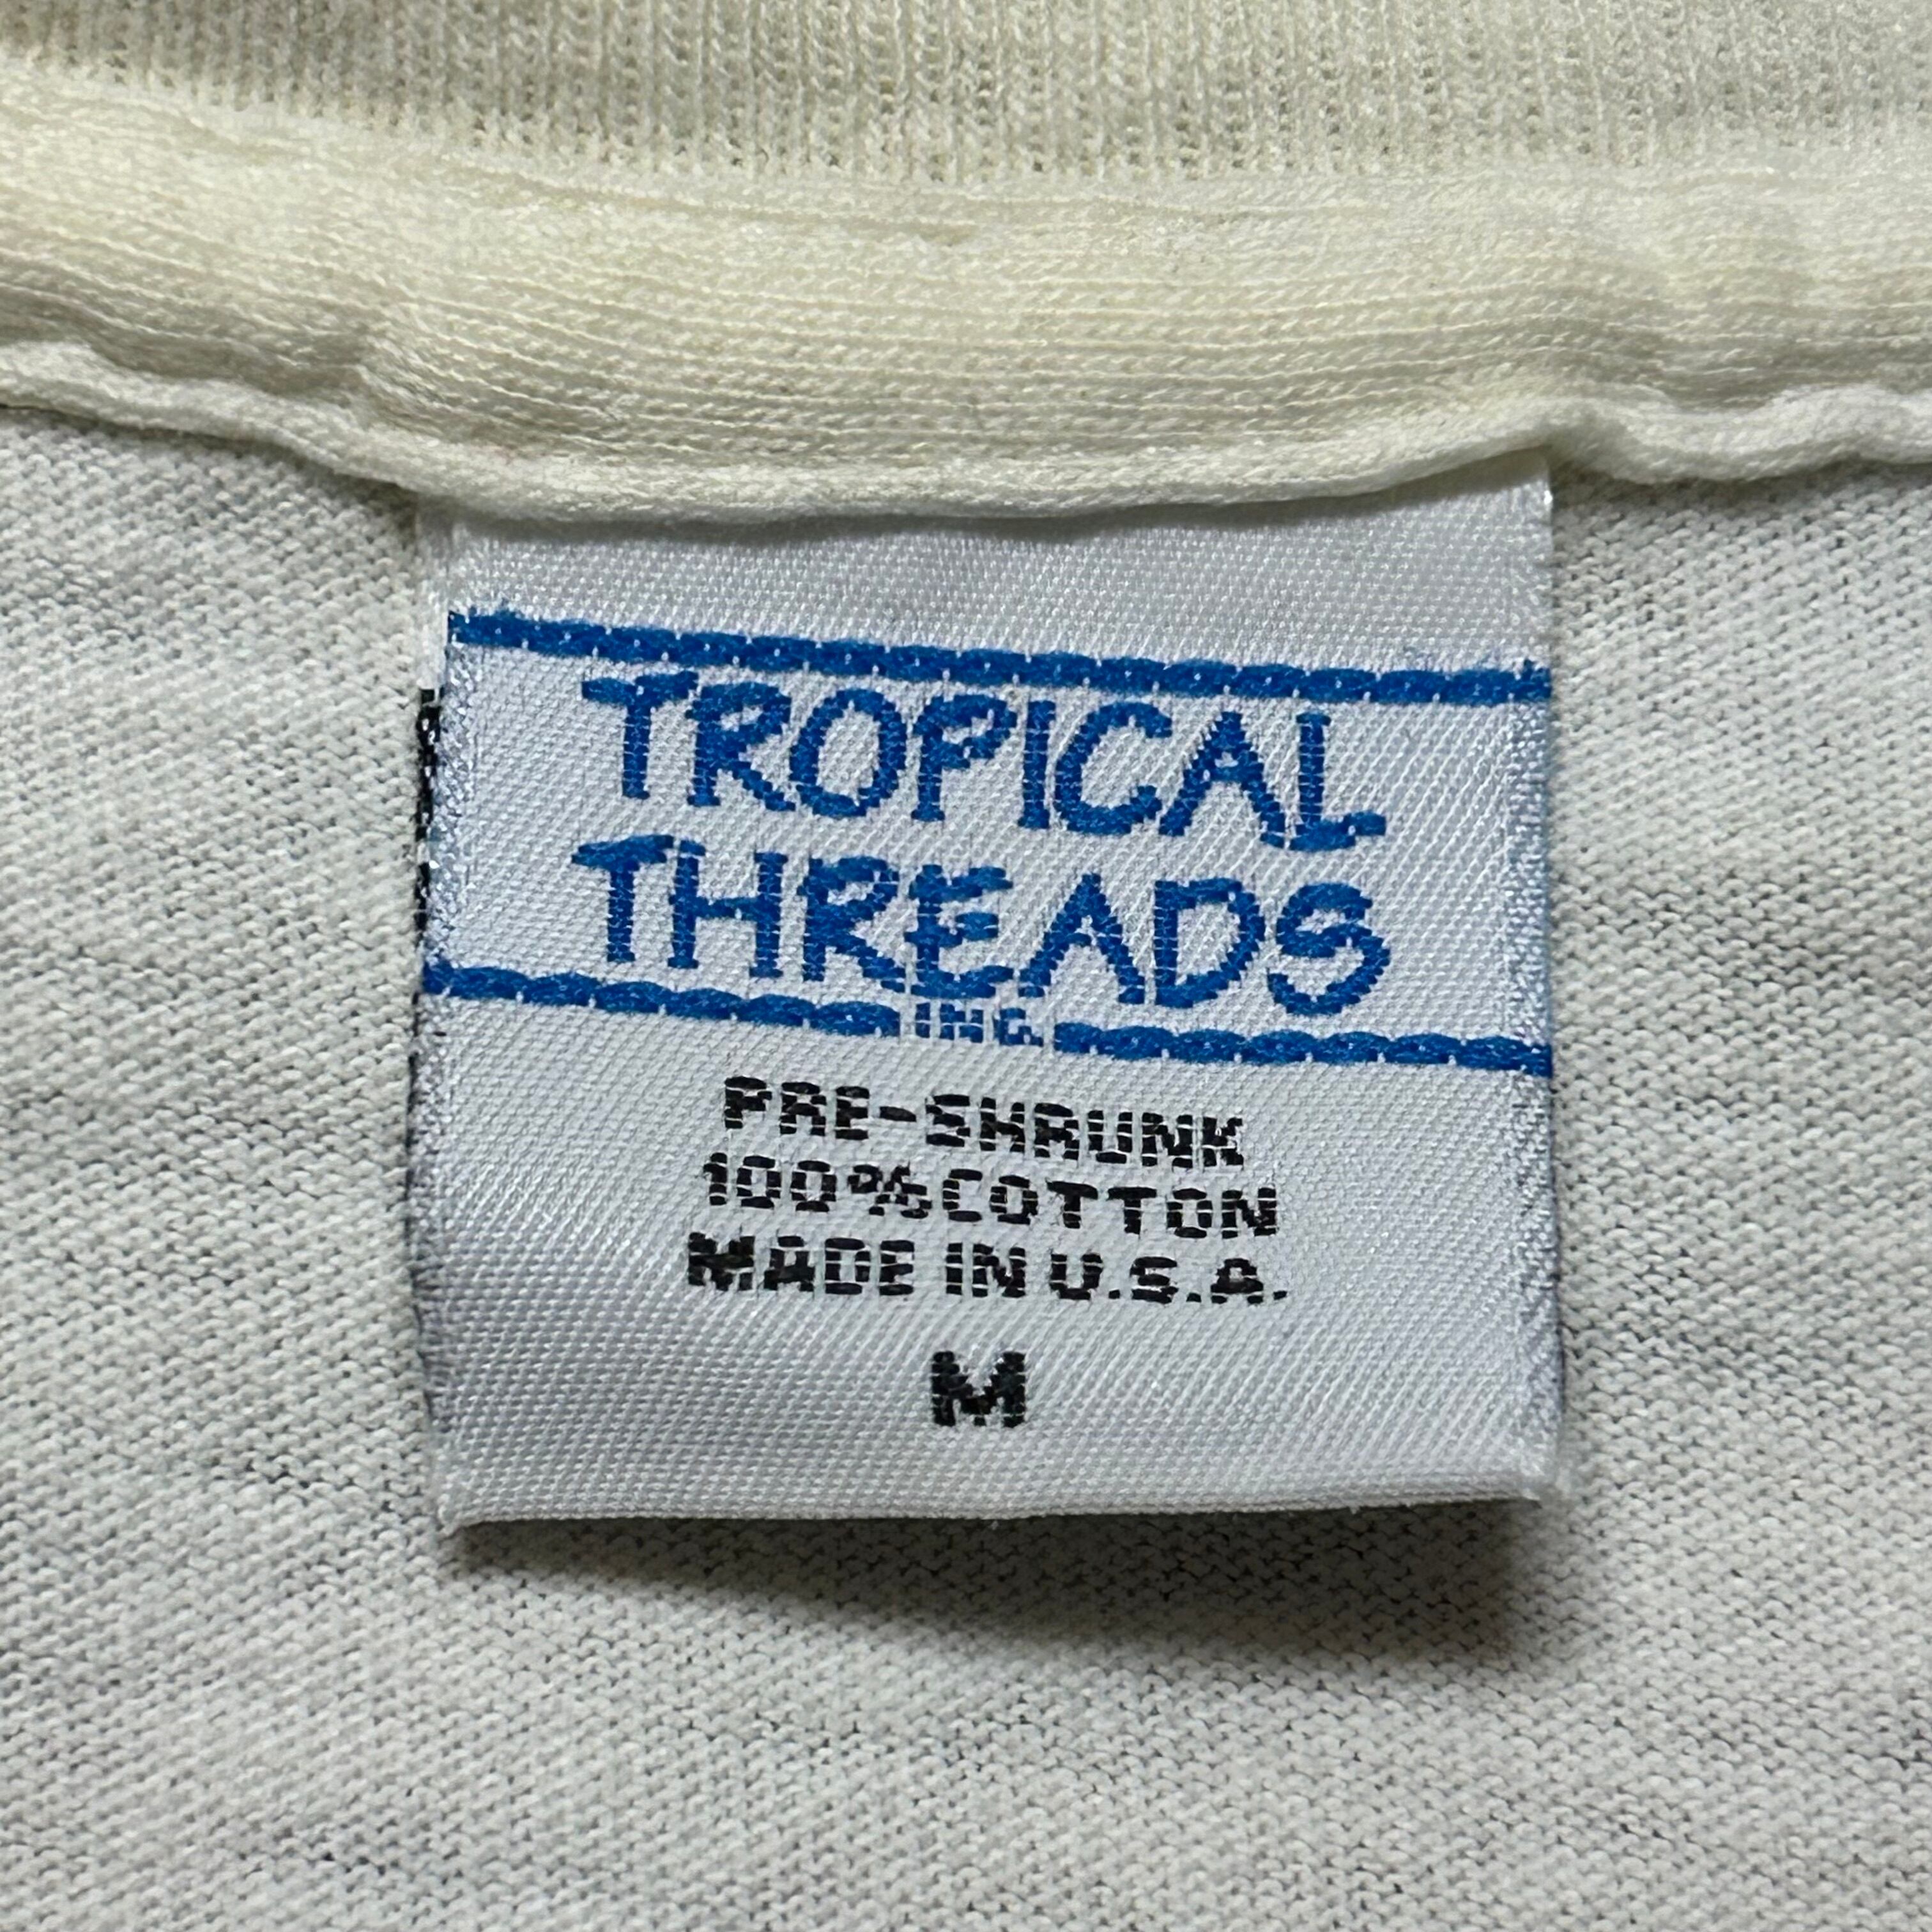 TROPICAL
THREADS
INC.
PRE-SHRUNK
100% COTTON
MADE IN U.S.A.
M